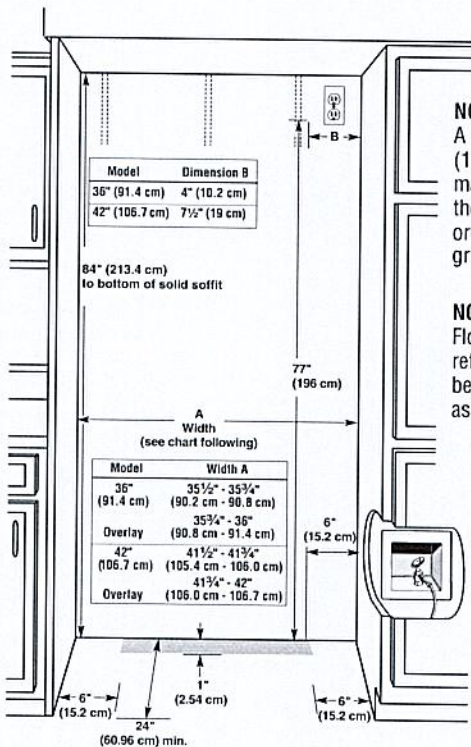 B
Model Dimension B
36" (91.4 cm) 4" (10.2 cm)
42" (106.7 cm) 7½" (19 cm)
84" (213.4 cm)
to bottom of solid soffit
77"
(196 cm)
A
Width
(see chart following)
Model Width A
36" 35½" - 35¾"
(91.4 cm) (90.2 cm - 90.8 cm)
35¾" - 36"
Overlay (90.8 cm - 91.4 cm)
42" 41½" - 41¾"
(106.7 cm) (105.4 cm - 106.0 cm)
41¾" - 42"
Overlay (106.0 cm - 106.7 cm)
6"
(15.2 cm)
1"
(2.54 cm)
6"
(15.2 cm)
24"
(60.96 cm) min.
6"
(15.2 cm)
NO
A
(1
ma
the
or
gr
NO
Flo
ref
be
as